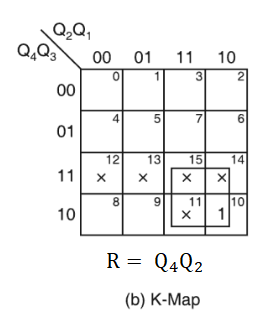 Q₂Q₁
Q₄Q₃
00 01 11 10
00 0 1 3 2
01 4 5 7 6
11 12 × 13 × 15 × 14 ×
10 8 9 11 × 10 1
R = Q₄Q₂
(b) K-Map